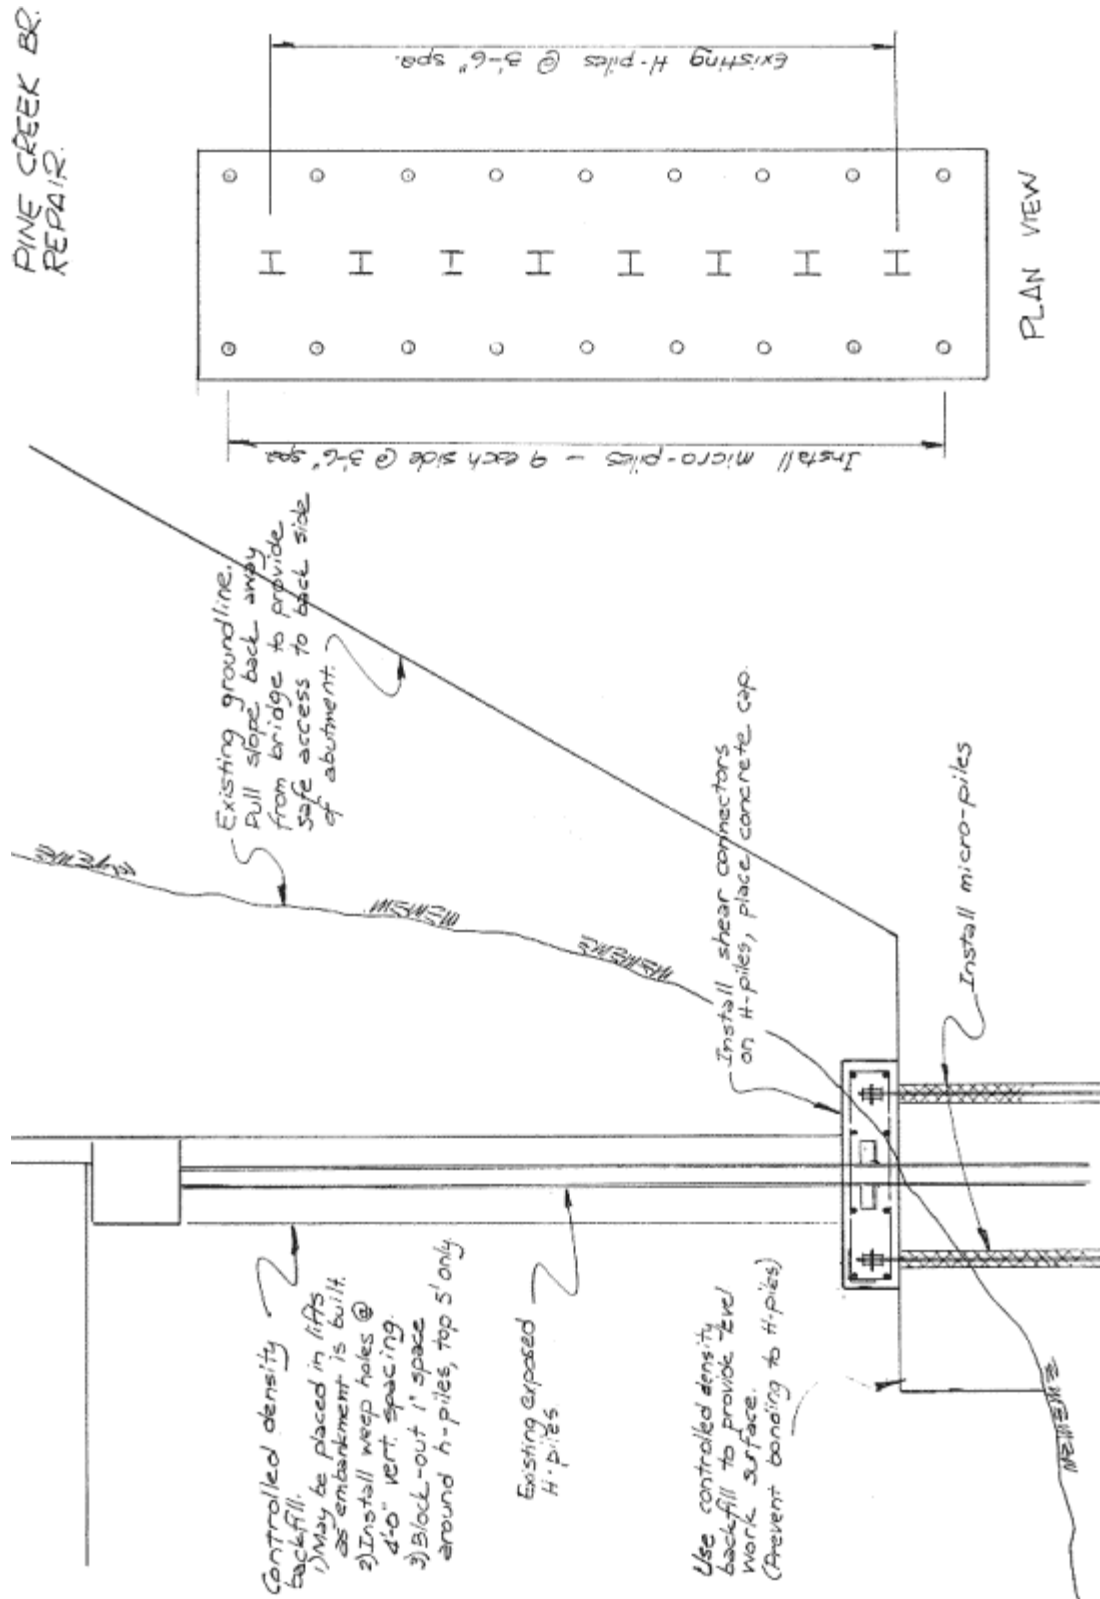 PINE CREEK BR.
REPAIR.
Existing H-piles @ 3'-6" spa.
PLAN VIEW
Install micro-piles - 9 each side @ 3'-6" spa
Existing groundline.
Pull slope back away
from bridge to provide
safe access to back side
of abutment.
Install shear connectors
on H-piles, place concrete cap.
Install micro-piles
Controlled density
backfill.
1) May be placed in lifts
as embankment is built.
2) Install weep holes @
4'-0" vert. spacing.
3) Block-out 1" space
around h-piles, top 5' only.
Existing exposed
H-piles
Use controlled density
backfill to provide level
work surface.
(Prevent bonding to H-piles)